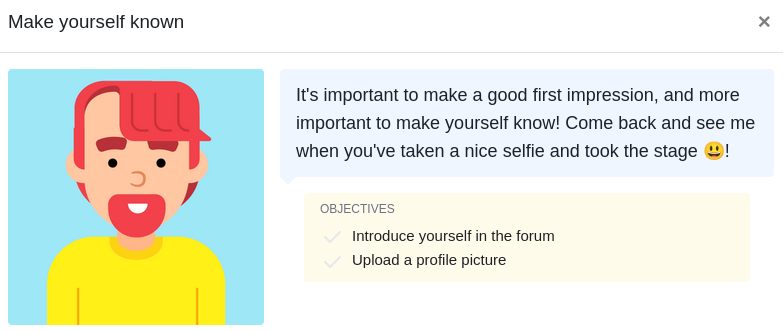 Make yourself known
×
It's important to make a good first impression, and more
important to make yourself known! Come back and see me
when you've taken a nice selfie and took the stage 😃!
OBJECTIVES
Introduce yourself in the forum
Upload a profile picture